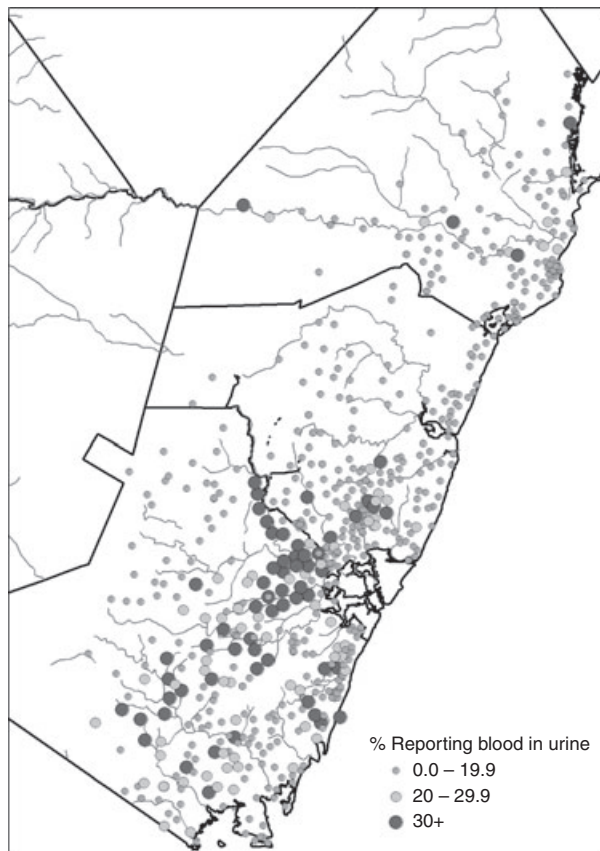 % Reporting blood in urine
0.0 – 19.9
20 – 29.9
30+